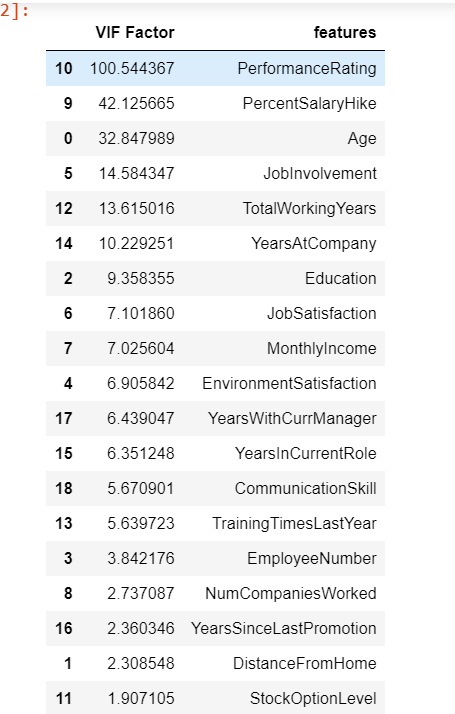 2]:
VIF Factor features
10 100.544367 PerformanceRating
9 42.125665 PercentSalaryHike
0 32.847989 Age
5 14.584347 JobInvolvement
12 13.615016 TotalWorkingYears
14 10.229251 YearsAtCompany
2 9.358355 Education
6 7.101860 JobSatisfaction
7 7.025604 MonthlyIncome
4 6.905842 EnvironmentSatisfaction
17 6.439047 YearsWithCurrManager
15 6.351248 YearsInCurrentRole
18 5.670901 CommunicationSkill
13 5.639723 TrainingTimesLastYear
3 3.842176 EmployeeNumber
8 2.737087 NumCompaniesWorked
16 2.360346 YearsSinceLastPromotion
1 2.308548 DistanceFromHome
11 1.907105 StockOptionLevel